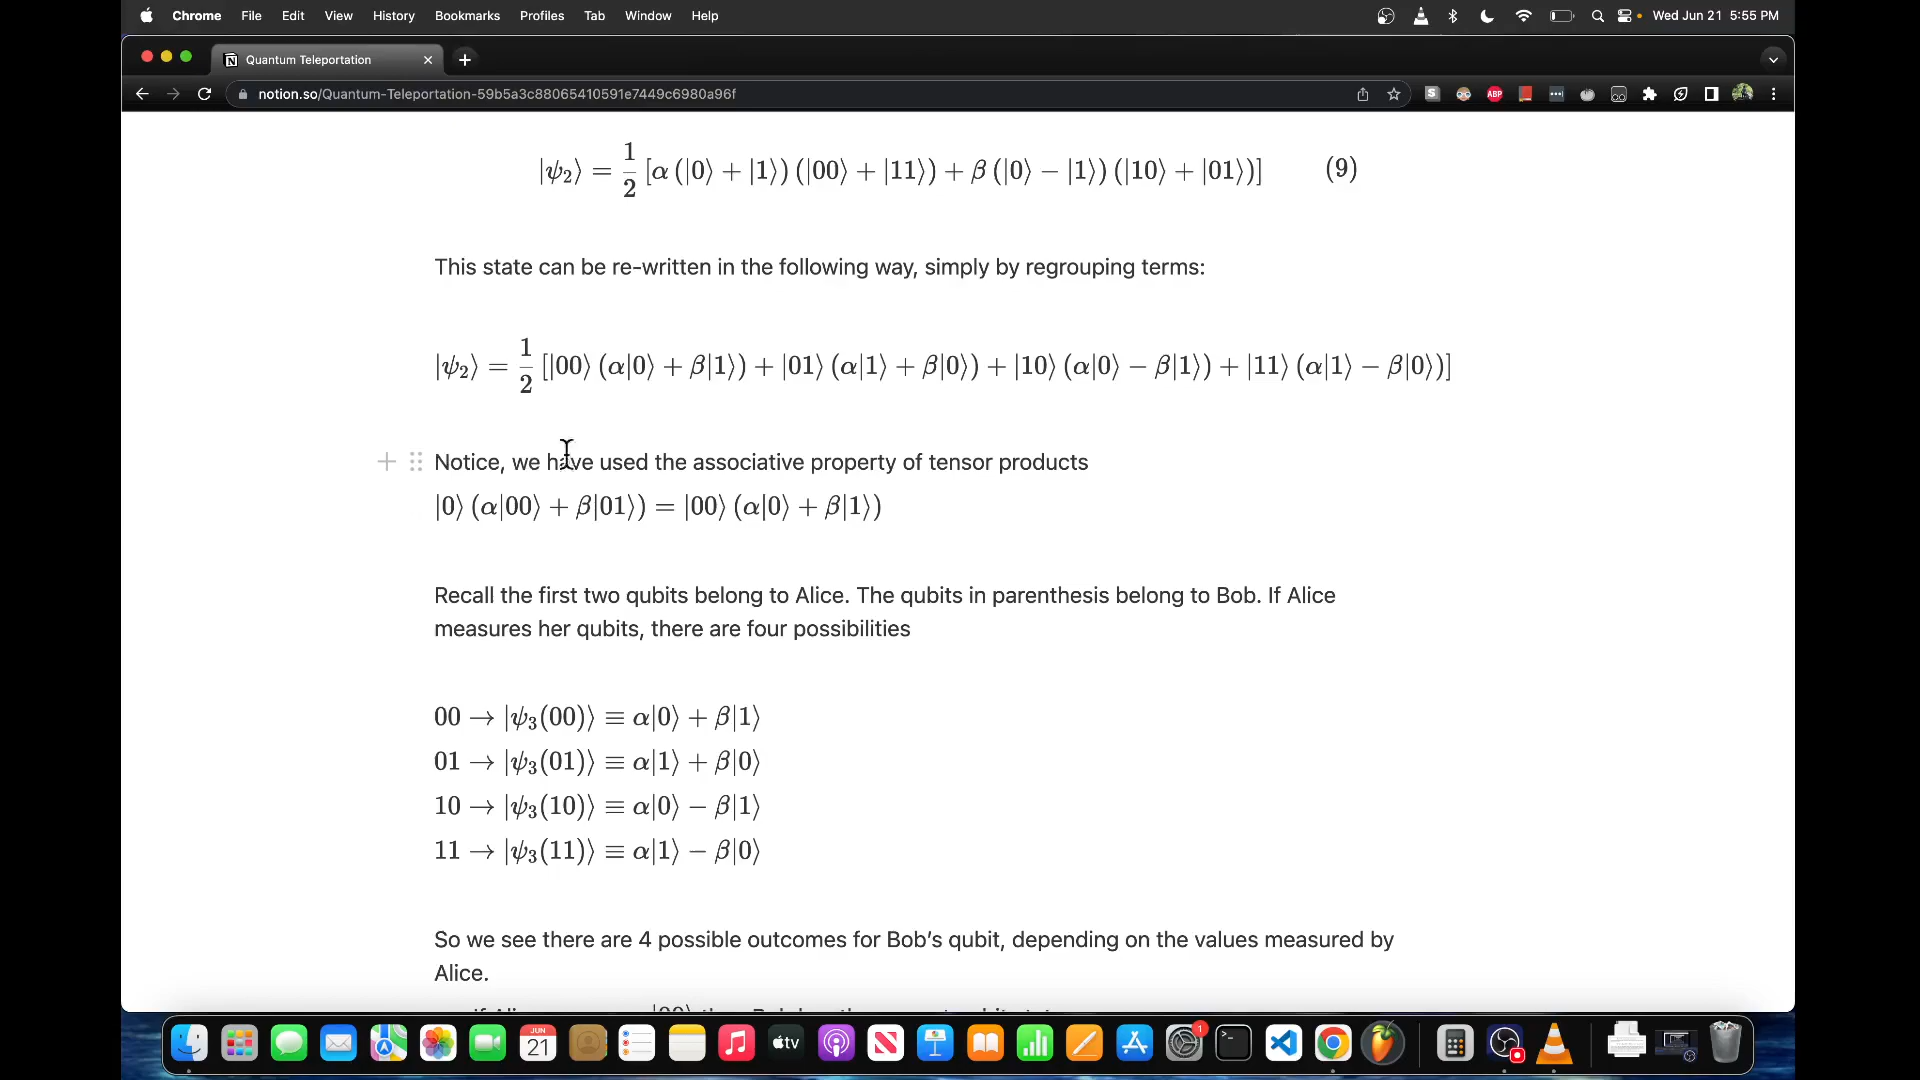 Chrome File Edit View History Bookmarks Profiles Tab Window Help Wed Jun 21 5:55 PM
Quantum Teleportation
notion.so/Quantum-Teleportation-59b5a3c88065410591e7449c6980a96f
|ψ₂⟩ = 1/2 [α (|0⟩ + |1⟩) (|00⟩ + |11⟩) + β (|0⟩ − |1⟩) (|10⟩ + |01⟩)] (9)
This state can be re-written in the following way, simply by regrouping terms:
|ψ₂⟩ = 1/2 [|00⟩ (α|0⟩ + β|1⟩) + |01⟩ (α|1⟩ + β|0⟩) + |10⟩ (α|0⟩ − β|1⟩) + |11⟩ (α|1⟩ − β|0⟩)]
Notice, we have used the associative property of tensor products
|0⟩ (α|00⟩ + β|01⟩) = |00⟩ (α|0⟩ + β|1⟩)
Recall the first two qubits belong to Alice. The qubits in parenthesis belong to Bob. If Alice
measures her qubits, there are four possibilities
00 → |ψ₃(00)⟩ ≡ α|0⟩ + β|1⟩
01 → |ψ₃(01)⟩ ≡ α|1⟩ + β|0⟩
10 → |ψ₃(10)⟩ ≡ α|0⟩ − β|1⟩
11 → |ψ₃(11)⟩ ≡ α|1⟩ − β|0⟩
So we see there are 4 possible outcomes for Bob’s qubit, depending on the values measured by
Alice.
JUN
21
tv
1